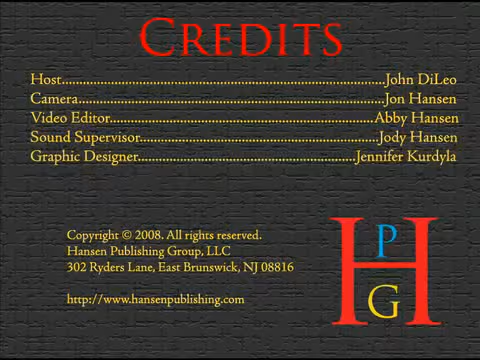 CREDITS
Host..........................................................................................John DiLeo
Camera.....................................................................................Jon Hansen
Video Editor..........................................................................Abby Hansen
Sound Supervisor...................................................................Jody Hansen
Graphic Designer.............................................................Jennifer Kurdyla
Copyright © 2008. All rights reserved.
Hansen Publishing Group, LLC
302 Ryders Lane, East Brunswick, NJ 08816
http://www.hansenpublishing.com
H P G